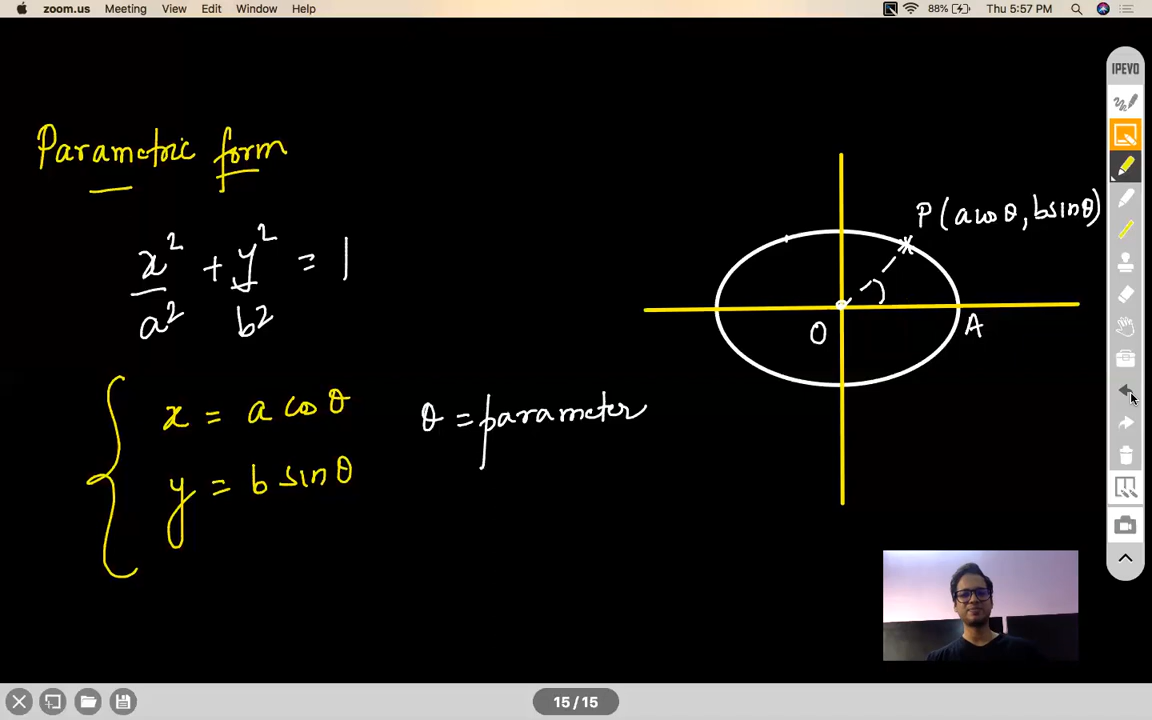 zoom.us Meeting View Edit Window Help 88% Thu 5:57 PM
IPEVO
Parametric form
x² + y² = 1
a² b²
P(a cos θ, b sin θ)
O A
x = a cos θ θ = parameter
y = b sin θ
15 / 15